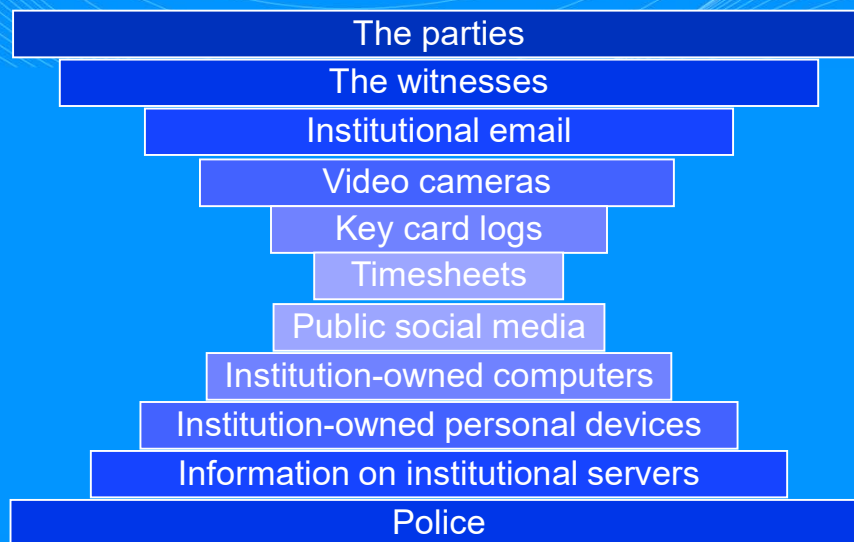 The parties
The witnesses
Institutional email
Video cameras
Key card logs
Timesheets
Public social media
Institution-owned computers
Institution-owned personal devices
Information on institutional servers
Police